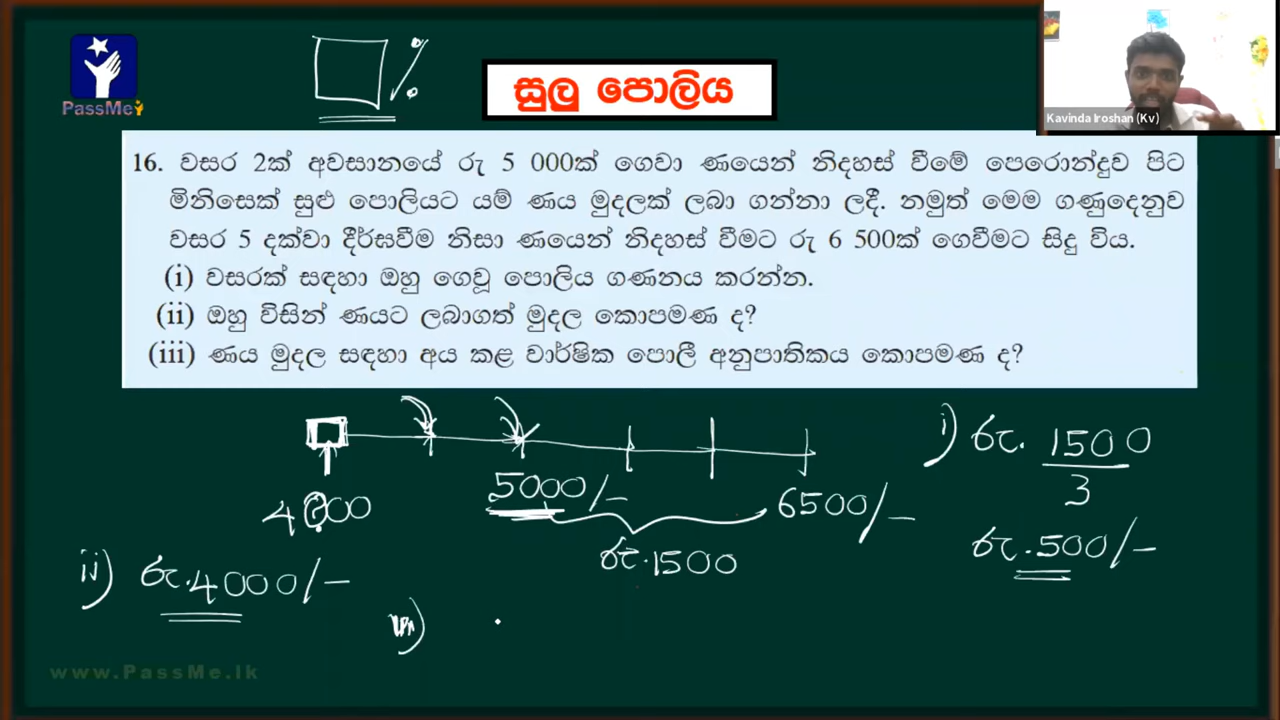 PassMe
%
සුලු පොලිය
Kavinda Iroshan (Kv)
16. වසර 2ක් අවසානයේ රු 5 000ක් ගෙවා ණයෙන් නිදහස් වීමේ පොරොන්දුව පිට
මිනිසෙක් සුළු පොලියට යම් ණය මුදලක් ලබා ගන්නා ලදී. නමුත් මෙම ගණුදෙනුව
වසර 5 දක්වා දීර්ඝවීම නිසා ණයෙන් නිදහස් වීමට රු 6 500ක් ගෙවීමට සිදු විය.
(i) වසරක් සඳහා ඔහු ගෙවූ පොලිය ගණනය කරන්න.
(ii) ඔහු විසින් ණයට ලබාගත් මුදල කොපමණ ද?
(iii) ණය මුදල සඳහා අය කළ වාර්ෂික පොලී අනුපාතිකය කොපමණ ද?
4000
5000/-
6500/-
රු.1500
i) රු. 1500
3
රු.500/-
ii) රු.4000/-
iii)
www.PassMe.lk